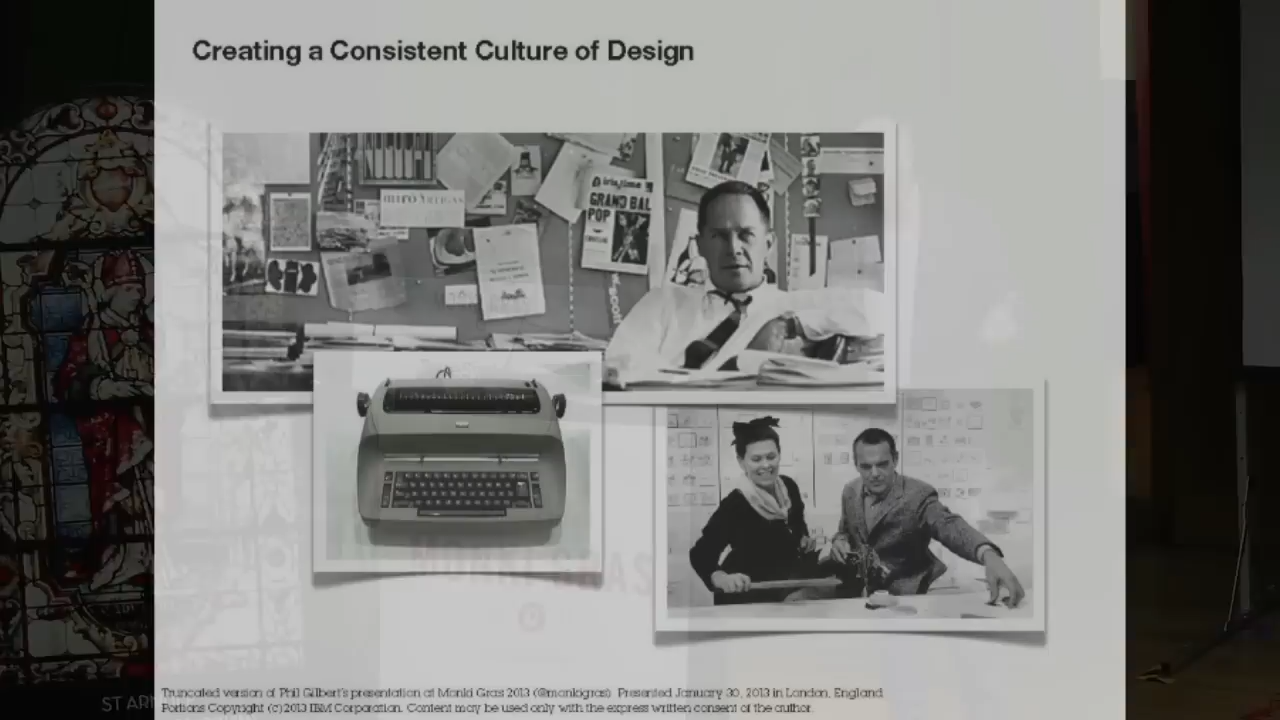 Creating a Consistent Culture of Design
GRAND BAL
POP
Truncated version of Phil Gilbert's presentation at Monki Gras 2013 (@monkigras). Presented January 30, 2013 in London, England.
Portions Copyright (c) 2013 IBM Corporation. Content may be used only with the express written consent of the author.